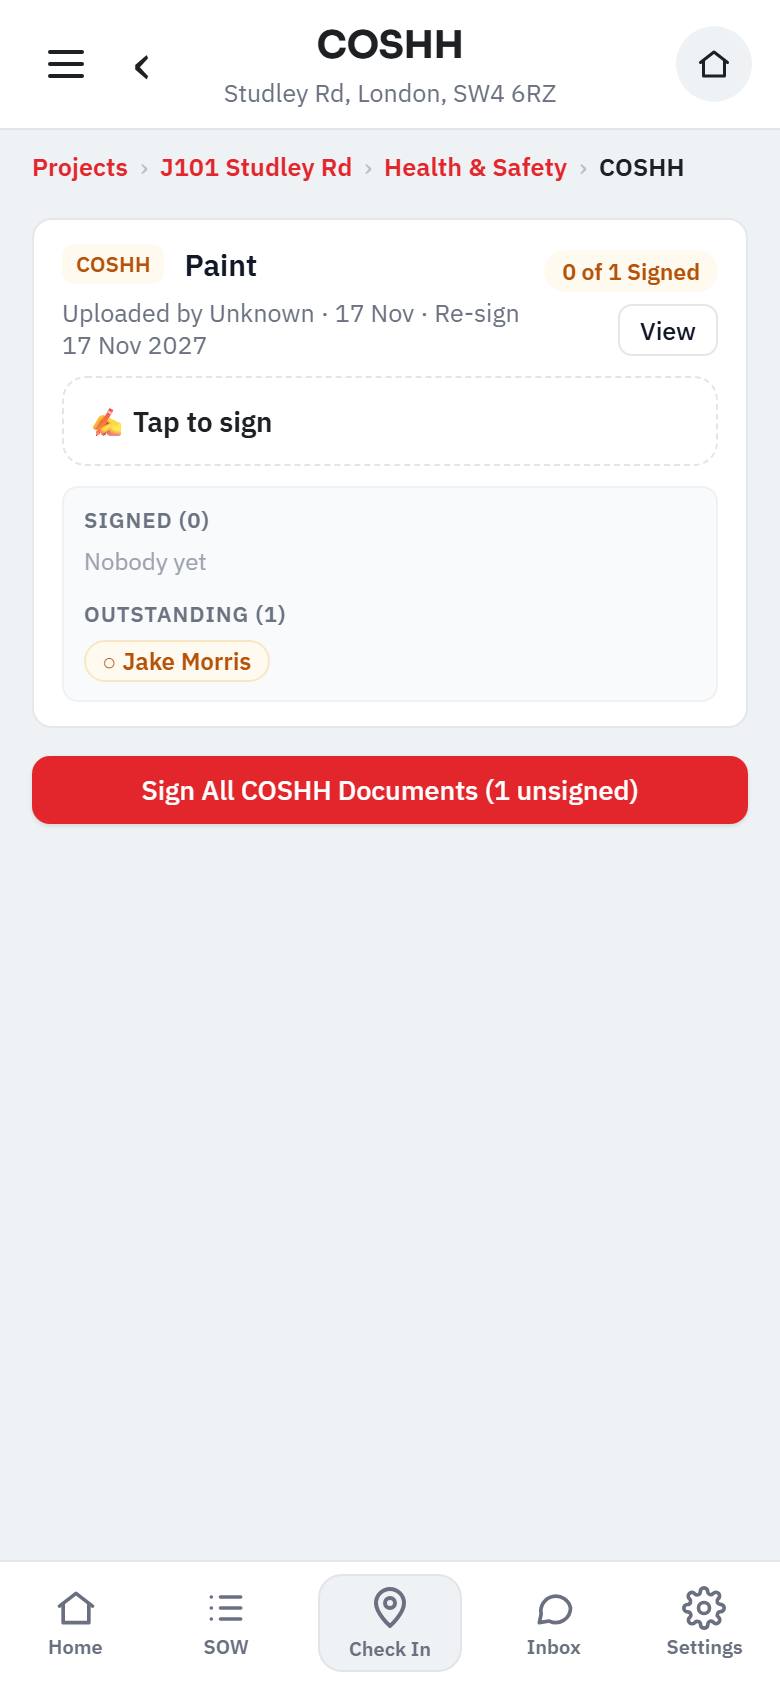 COSHH
Studley Rd, London, SW4 6RZ
Projects › J101 Studley Rd › Health & Safety › COSHH
COSHH Paint
0 of 1 Signed
Uploaded by Unknown · 17 Nov · Re-sign
17 Nov 2027
View
✍️ Tap to sign
SIGNED (0)
Nobody yet
OUTSTANDING (1)
○ Jake Morris
Sign All COSHH Documents (1 unsigned)
Home
SOW
Check In
Inbox
Settings